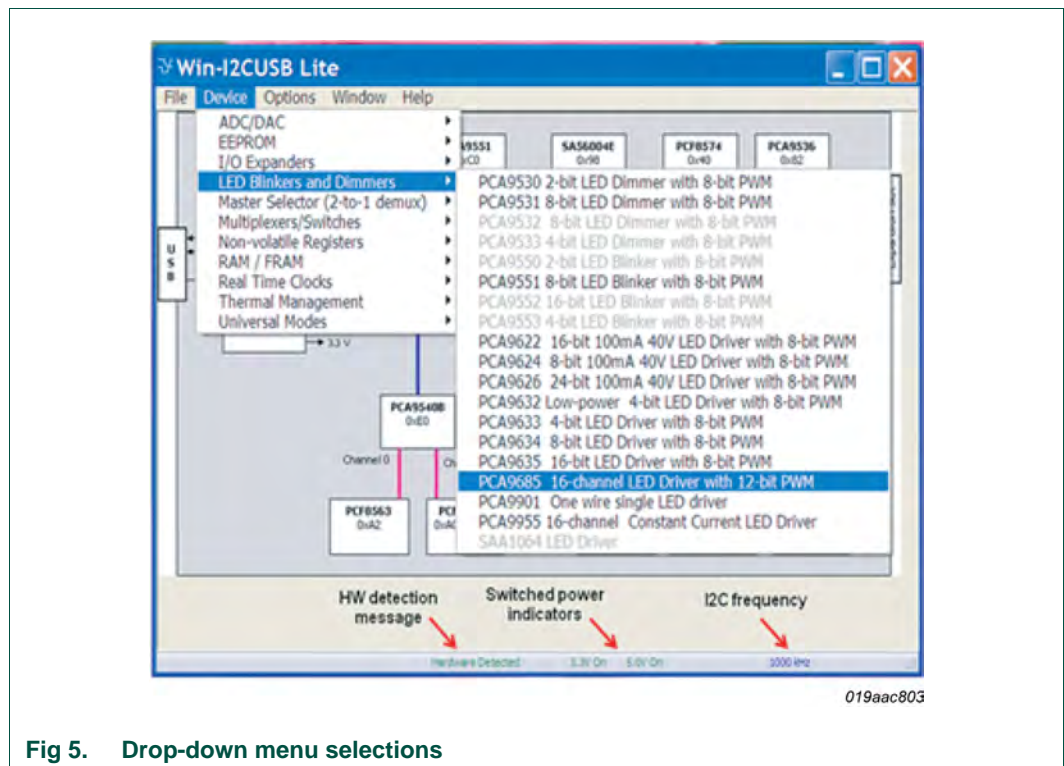 Win-I2CUSB Lite
File Device Options Window Help
ADC/DAC
EEPROM
I/O Expanders
LED Blinkers and Dimmers
Master Selector (2-to-1 demux)
Multiplexers/Switches
Non-volatile Registers
RAM / FRAM
Real Time Clocks
Thermal Management
Universal Modes
SA56004E
0x98
PCF8574
0x40
PCA9536
0x82
USB
PCA9530 2-bit LED Dimmer with 8-bit PWM
PCA9531 8-bit LED Dimmer with 8-bit PWM
PCA9532 8-bit LED Dimmer with 8-bit PWM
PCA9533 4-bit LED Dimmer with 8-bit PWM
PCA9550 2-bit LED Blinker with 8-bit PWM
PCA9551 8-bit LED Blinker with 8-bit PWM
PCA9552 16-bit LED Blinker with 8-bit PWM
PCA9553 4-bit LED Blinker with 8-bit PWM
PCA9622 16-bit 100mA 40V LED Driver with 8-bit PWM
PCA9624 8-bit 100mA 40V LED Driver with 8-bit PWM
PCA9626 24-bit 100mA 40V LED Driver with 8-bit PWM
PCA9632 Low-power 4-bit LED Driver with 8-bit PWM
PCA9633 4-bit LED Driver with 8-bit PWM
PCA9634 8-bit LED Driver with 8-bit PWM
PCA9635 16-bit LED Driver with 8-bit PWM
PCA9685 16-channel LED Driver with 12-bit PWM
PCA9901 One wire single LED driver
PCA9955 16-channel Constant Current LED Driver
SAA1064 LED Driver
3.3 V
PCA9540B
0xE0
Channel 0
PCF8563
0xA2
HW detection
message
Switched power
indicators
I2C frequency
Hardware Detected 3.3V On 5.0V On 1000 kHz
019aac803
Fig 5. Drop-down menu selections